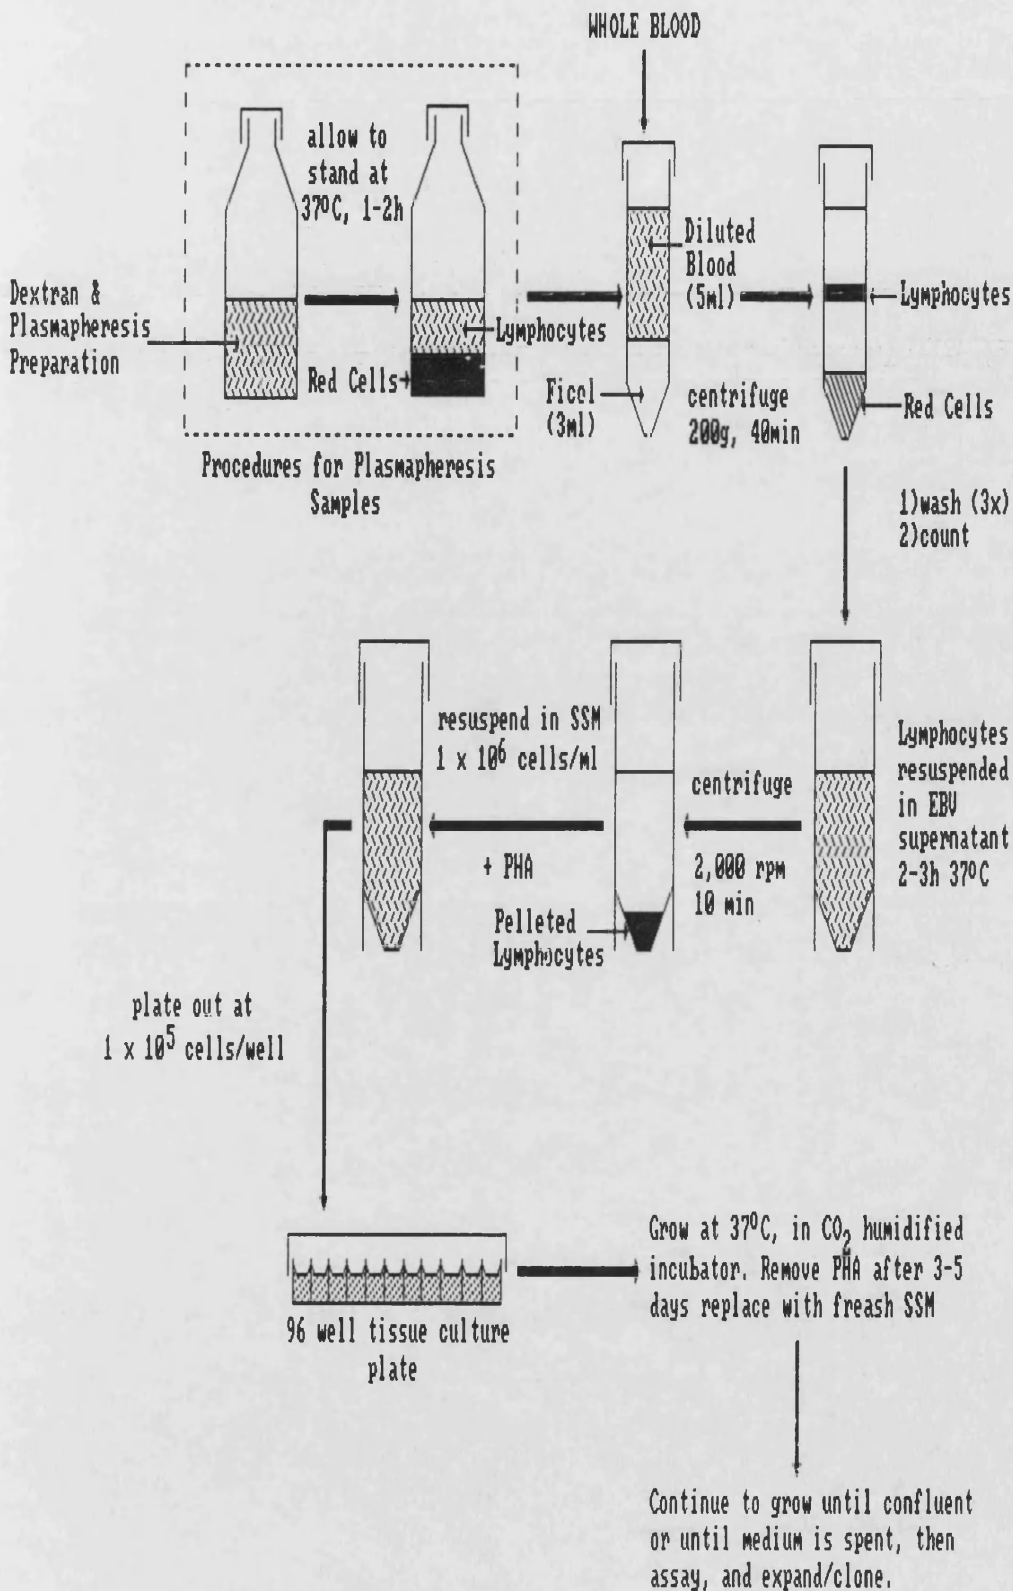 WHOLE BLOOD
allow to
stand at
37⁰C, 1-2h
Dextran &
Plasmapheresis
Preparation
Lymphocytes
Red Cells
Procedures for Plasmapheresis
Samples
Diluted
Blood
(5ml)
Ficol
(3ml)
centrifuge
200g, 40min
Lymphocytes
Red Cells
1)wash (3x)
2)count
Lymphocytes
resuspended
in EBV
supernatant
2-3h 37⁰C
centrifuge
2,000 rpm
10 min
Pelleted
Lymphocytes
resuspend in SSM
1 x 10⁶ cells/ml
+ PHA
plate out at
1 x 10⁵ cells/well
96 well tissue culture
plate
Grow at 37⁰C, in CO₂ humidified
incubator. Remove PHA after 3-5
days replace with freash SSM
Continue to grow until confluent
or until medium is spent, then
assay, and expand/clone.